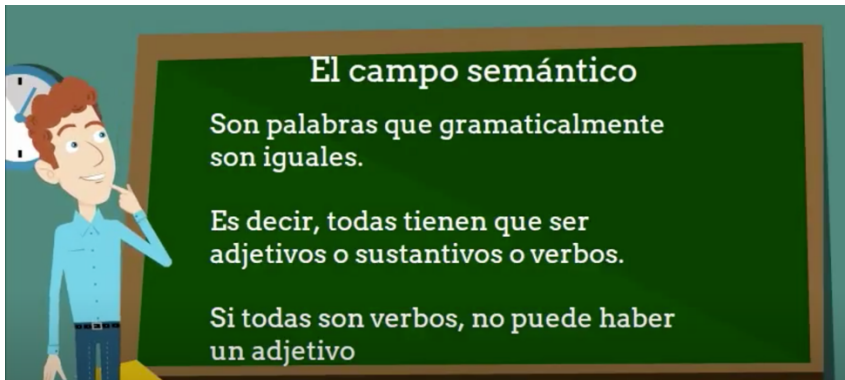 El campo semántico
Son palabras que gramaticalmente
son iguales.
Es decir, todas tienen que ser
adjetivos o sustantivos o verbos.
Si todas son verbos, no puede haber
un adjetivo